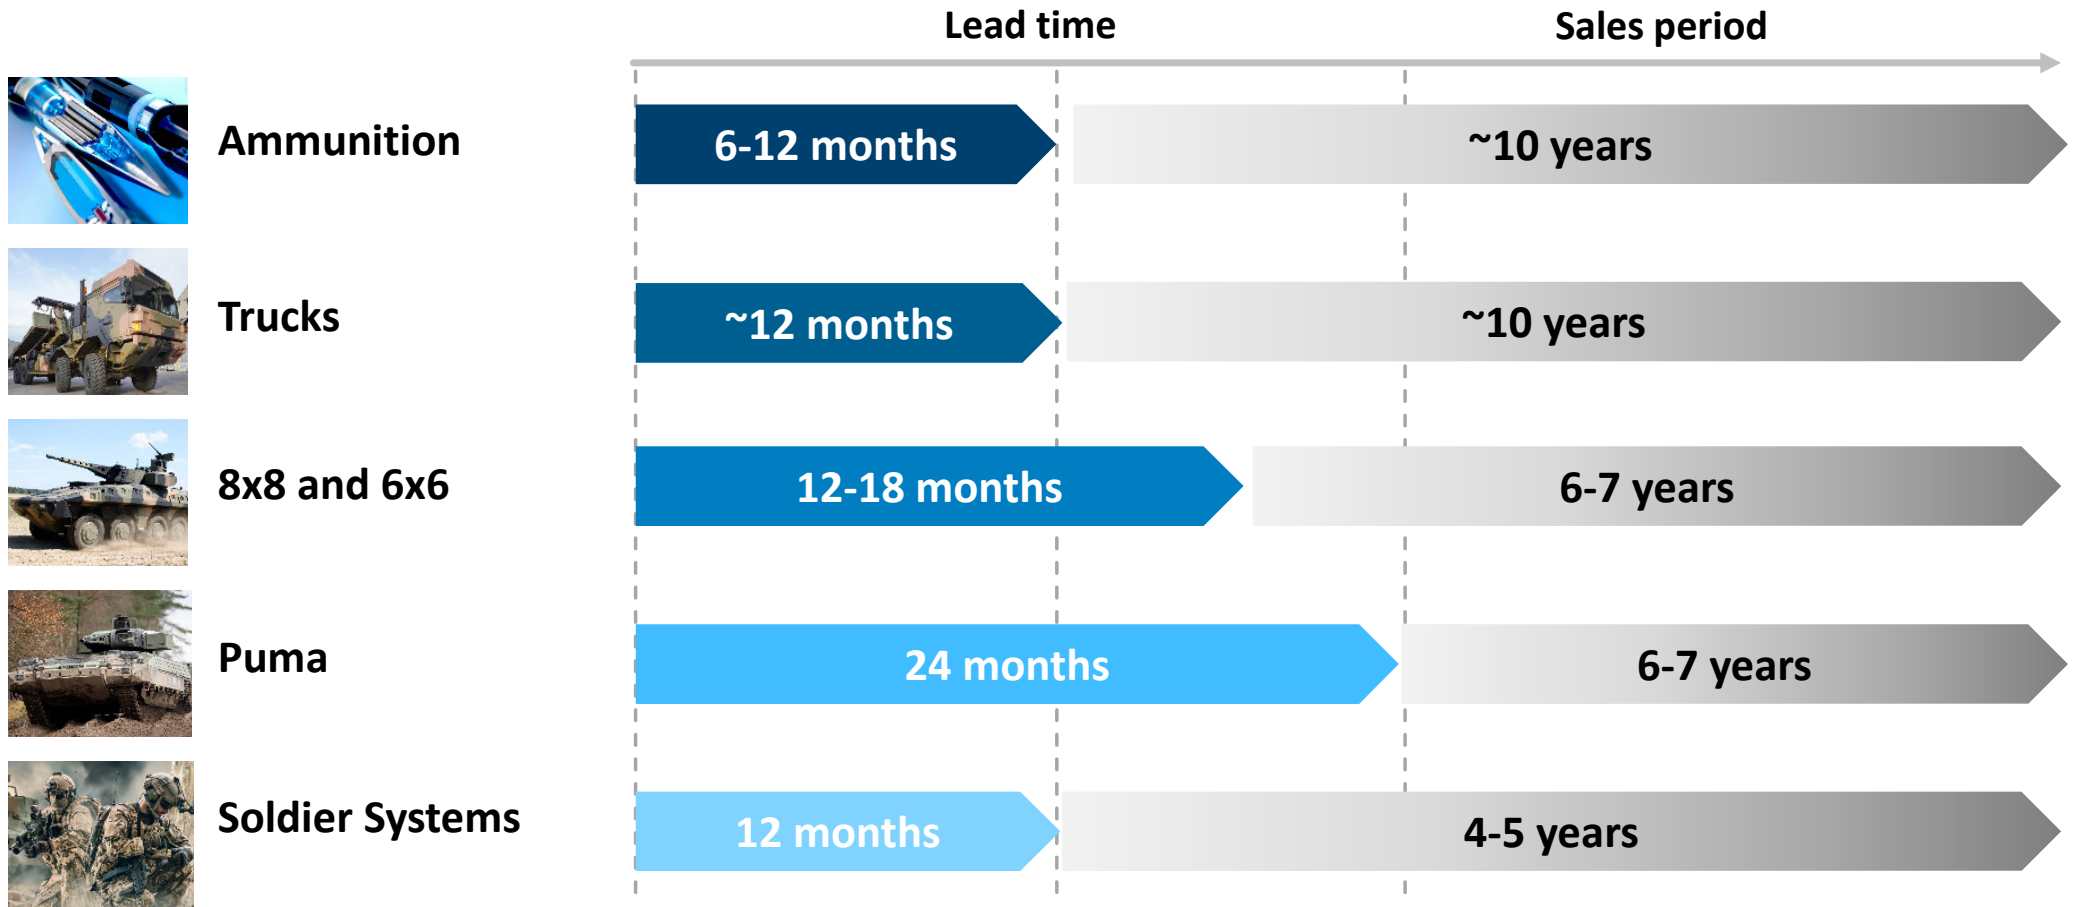 Lead time
Sales period
Ammunition
6-12 months
~10 years
Trucks
~12 months
~10 years
8x8 and 6x6
12-18 months
6-7 years
Puma
24 months
6-7 years
Soldier Systems
12 months
4-5 years